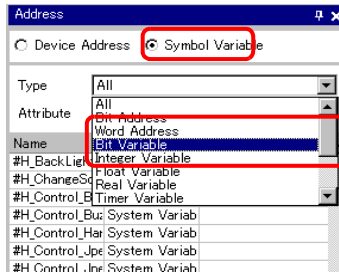 Address
Device Address Symbol Variable
Type All
Attribute All
Bit Address
Word Address
Bit Variable
Integer Variable
Float Variable
Real Variable
Timer Variable
Name
#H_BackLigh
#H_ChangeSc
#H_Control_B
#H_Control_Bu: System Variab
#H_Control_Har System Variab
#H_Control_Jpe System Variab
#H_Control_Jpe System Variab